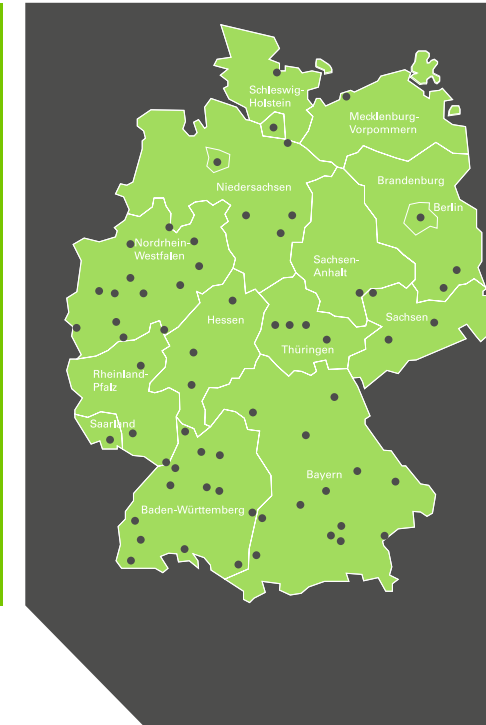 Schleswig-
Holstein
Mecklenburg-
Vorpommern
Niedersachsen
Brandenburg
Berlin
Nordrhein-
Westfalen
Sachsen-
Anhalt
Hessen
Thüringen
Sachsen
Rheinland-
Pfalz
Saarland
Bayern
Baden-Württemberg